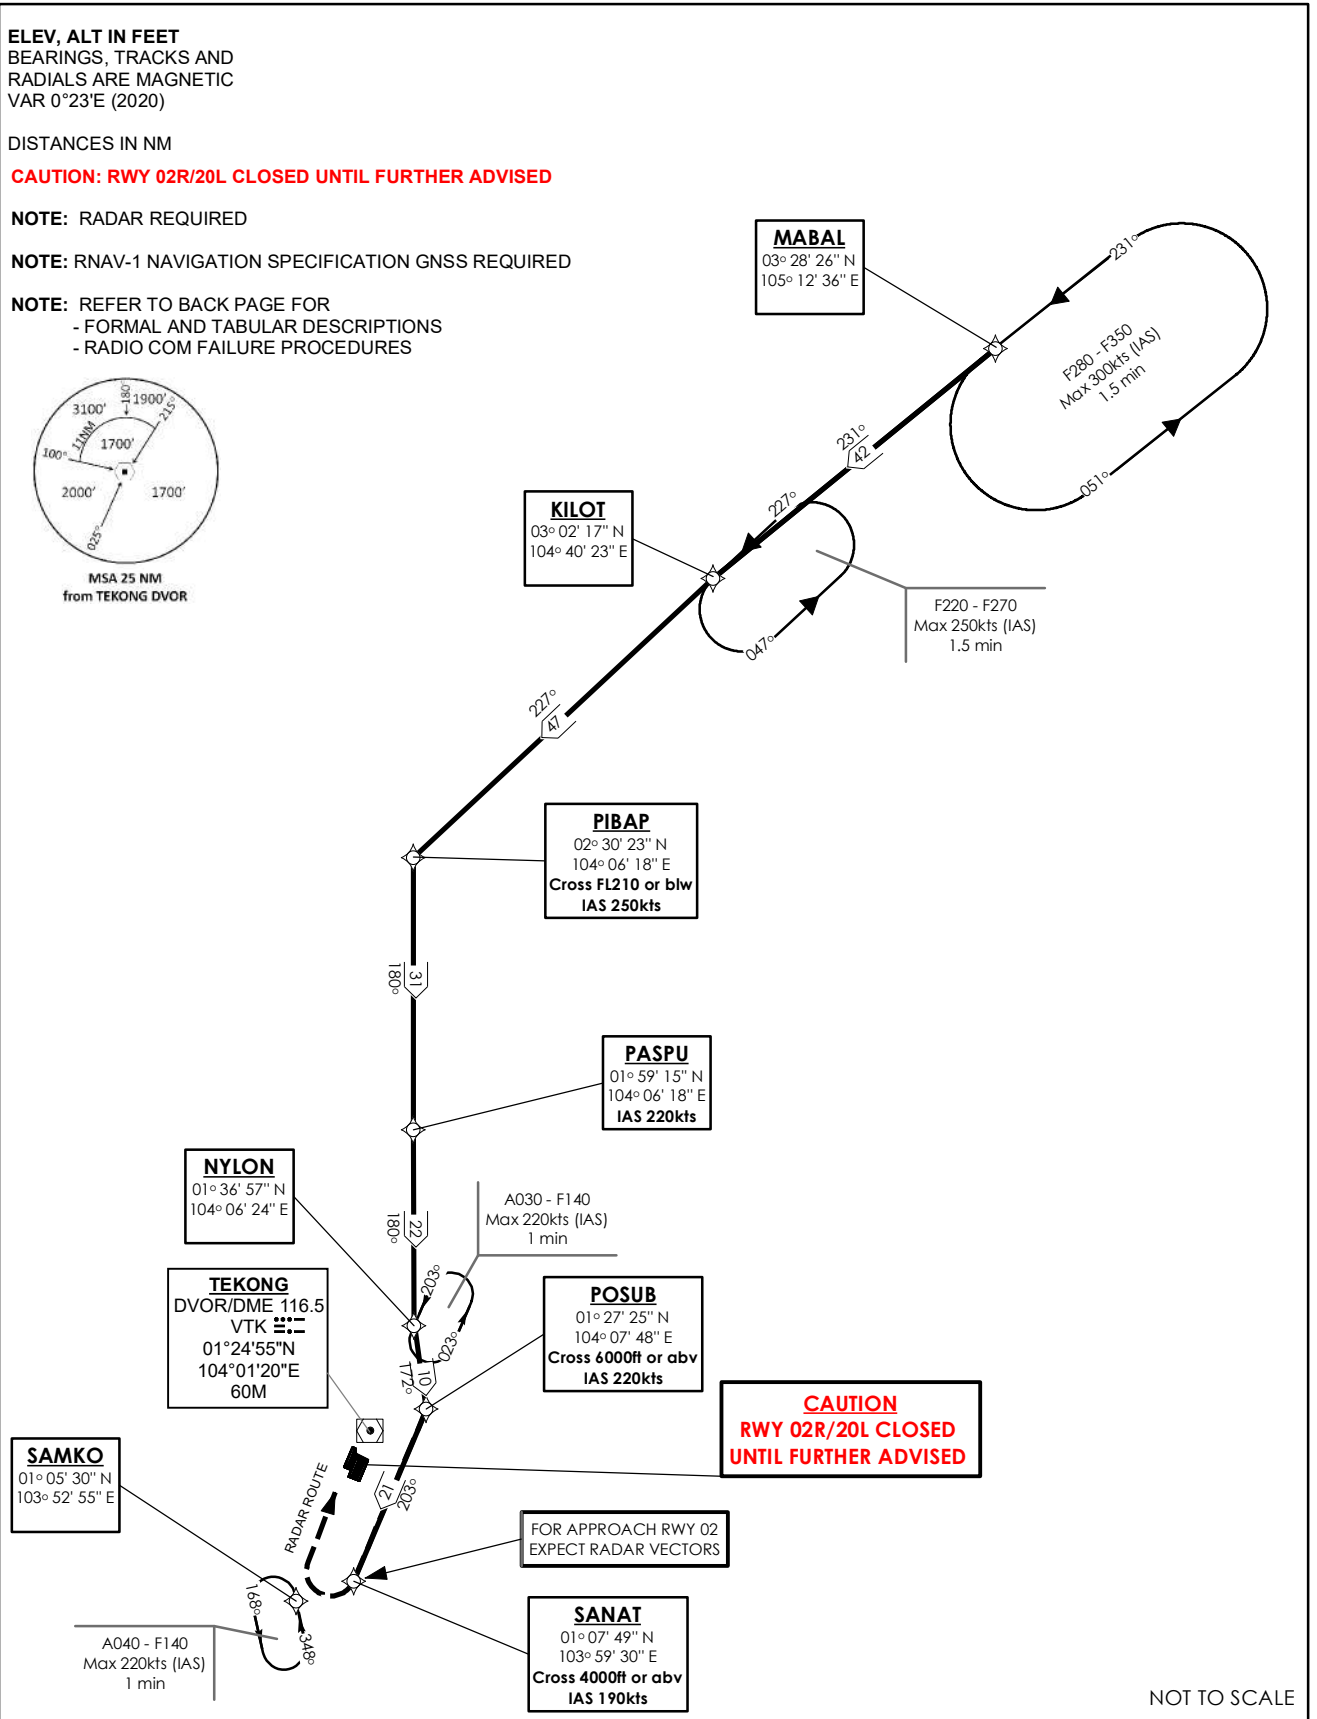 ELEV, ALT IN FEET
BEARINGS, TRACKS AND
RADIALS ARE MAGNETIC
VAR 0°23'E (2020)
DISTANCES IN NM
CAUTION: RWY 02R/20L CLOSED UNTIL FURTHER ADVISED
NOTE: RADAR REQUIRED
NOTE: RNAV-1 NAVIGATION SPECIFICATION GNSS REQUIRED
NOTE: REFER TO BACK PAGE FOR
- FORMAL AND TABULAR DESCRIPTIONS
- RADIO COM FAILURE PROCEDURES
3100'
180°
1900'
215°
11NM
1700'
100°
2000'
1700'
025°
MSA 25 NM
from TEKONG DVOR
MABAL
03° 28' 26" N
105° 12' 36" E
231°
F280 - F350
Max 300kts (IAS)
1.5 min
051°
231°
42
KILOT
03° 02' 17" N
104° 40' 23" E
227°
047°
F220 - F270
Max 250kts (IAS)
1.5 min
227°
47
PIBAP
02° 30' 23" N
104° 06' 18" E
Cross FL210 or blw
IAS 250kts
31
180°
PASPU
01° 59' 15" N
104° 06' 18" E
IAS 220kts
NYLON
01° 36' 57" N
104° 06' 24" E
22
180°
A030 - F140
Max 220kts (IAS)
1 min
203°
023°
TEKONG
DVOR/DME 116.5
VTK
01°24'55"N
104°01'20"E
60M
POSUB
01° 27' 25" N
104° 07' 48" E
Cross 6000ft or abv
IAS 220kts
10
172°
CAUTION
RWY 02R/20L CLOSED
UNTIL FURTHER ADVISED
SAMKO
01° 05' 30" N
103° 52' 55" E
RADAR ROUTE
21
203°
FOR APPROACH RWY 02
EXPECT RADAR VECTORS
168°
348°
A040 - F140
Max 220kts (IAS)
1 min
SANAT
01° 07' 49" N
103° 59' 30" E
Cross 4000ft or abv
IAS 190kts
NOT TO SCALE